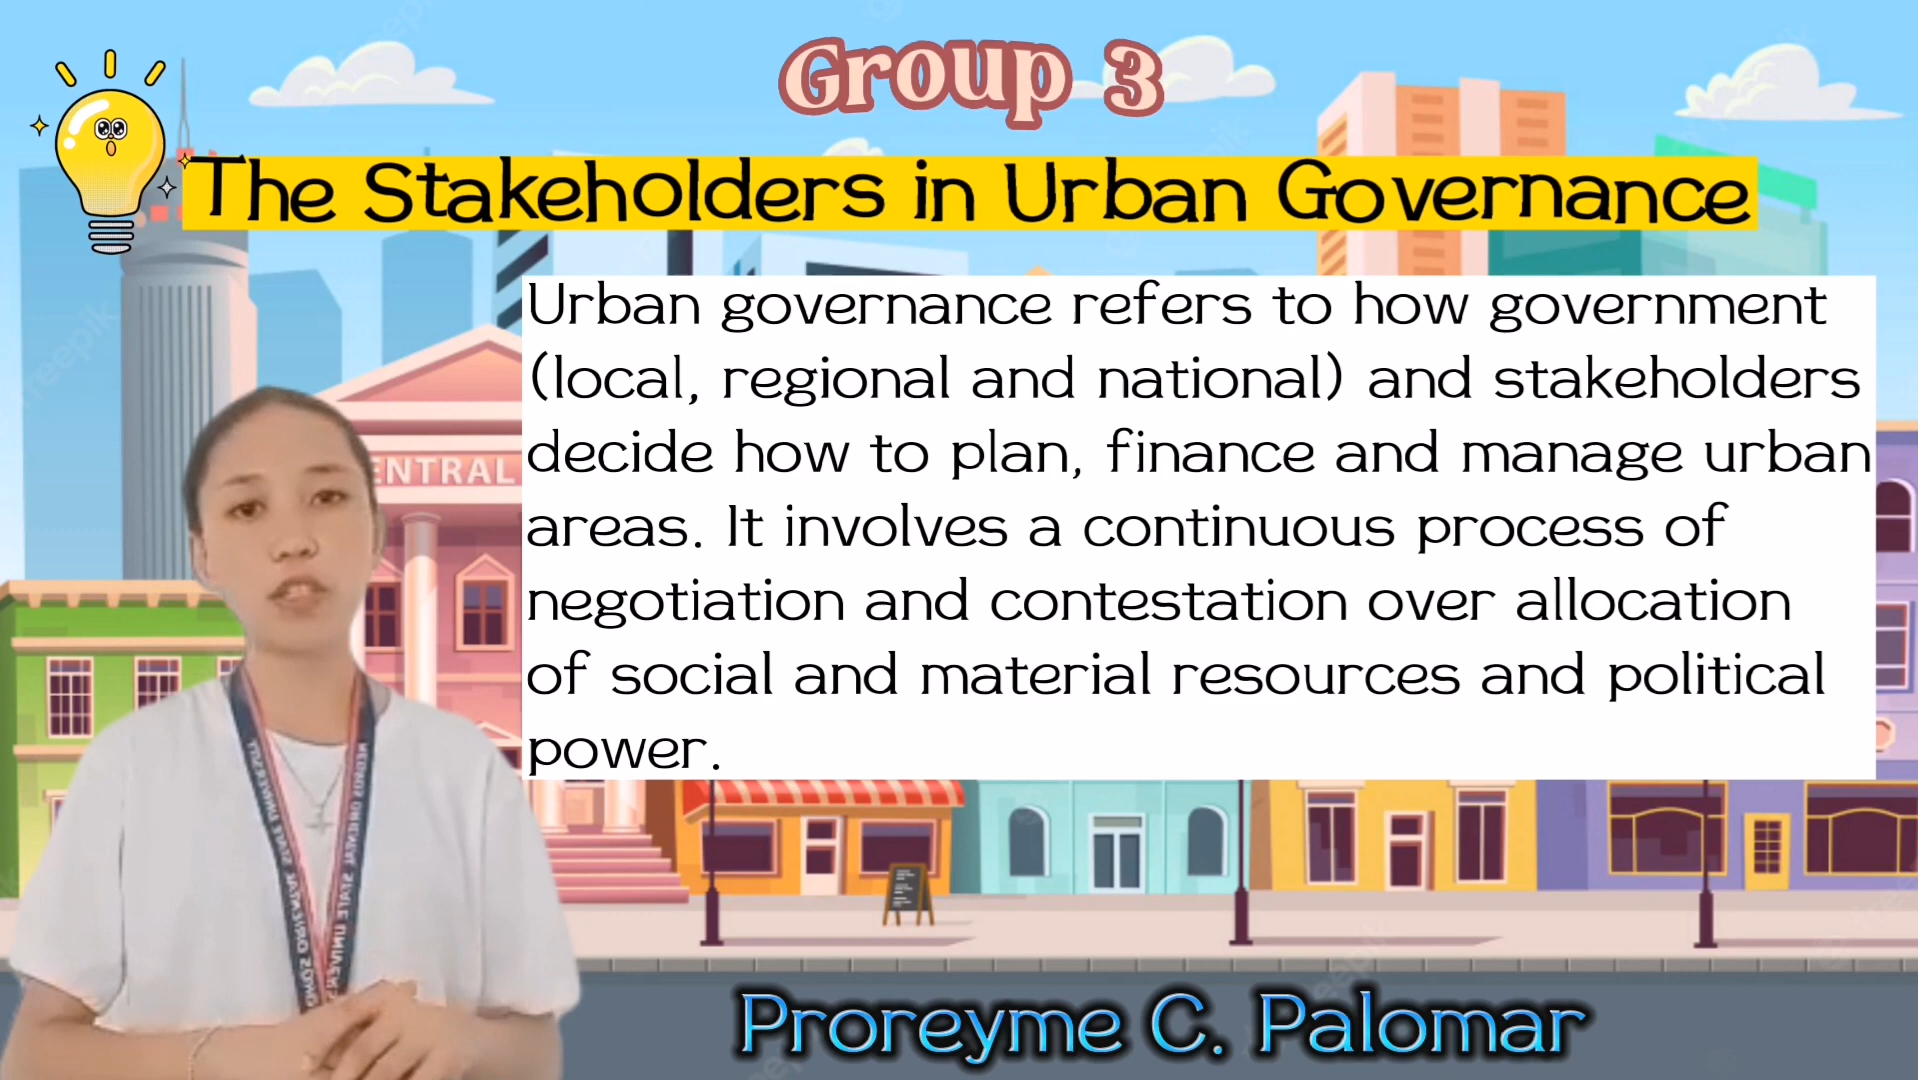 Group 3
The Stakeholders in Urban Governance
Urban governance refers to how government
(local, regional and national) and stakeholders
decide how to plan, finance and manage urban
areas. It involves a continuous process of
negotiation and contestation over allocation
of social and material resources and political
power.
ENTRAL
Proreyme C. Palomar